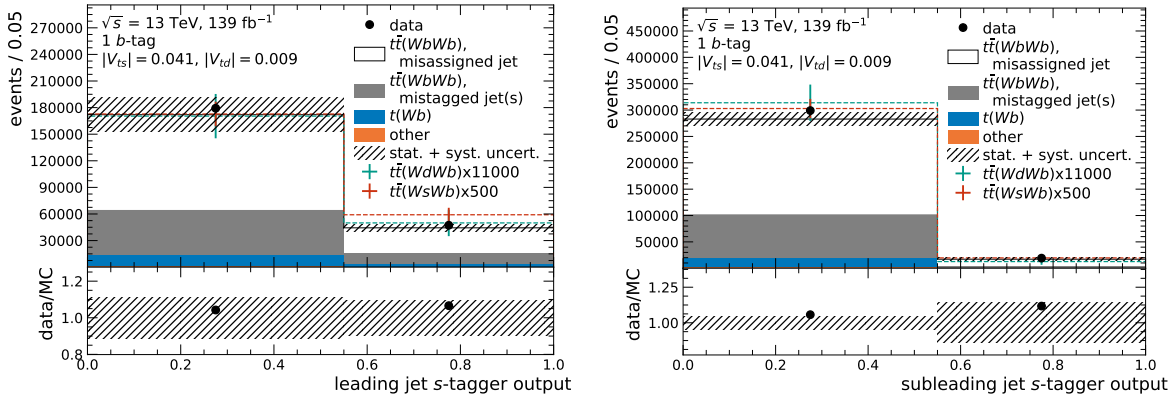 √s = 13 TeV, 139 fb⁻¹
1 b-tag
|V_ts| = 0.041, |V_td| = 0.009
data
tt̄(WbWb),
misassigned jet
tt̄(WbWb),
mistagged jet(s)
t(Wb)
other
stat. + syst. uncert.
tt̄(WdWb)x11000
tt̄(WsWb)x500
events / 0.05
270000
240000
210000
180000
150000
120000
90000
60000
30000
data/MC
1.2
1.0
0.8
0.0 0.2 0.4 0.6 0.8 1.0
leading jet s-tagger output
√s = 13 TeV, 139 fb⁻¹
1 b-tag
|V_ts| = 0.041, |V_td| = 0.009
data
tt̄(WbWb),
misassigned jet
tt̄(WbWb),
mistagged jet(s)
t(Wb)
other
stat. + syst. uncert.
tt̄(WdWb)x11000
tt̄(WsWb)x500
events / 0.05
450000
400000
350000
300000
250000
200000
150000
100000
50000
data/MC
1.25
1.00
0.0 0.2 0.4 0.6 0.8 1.0
subleading jet s-tagger output